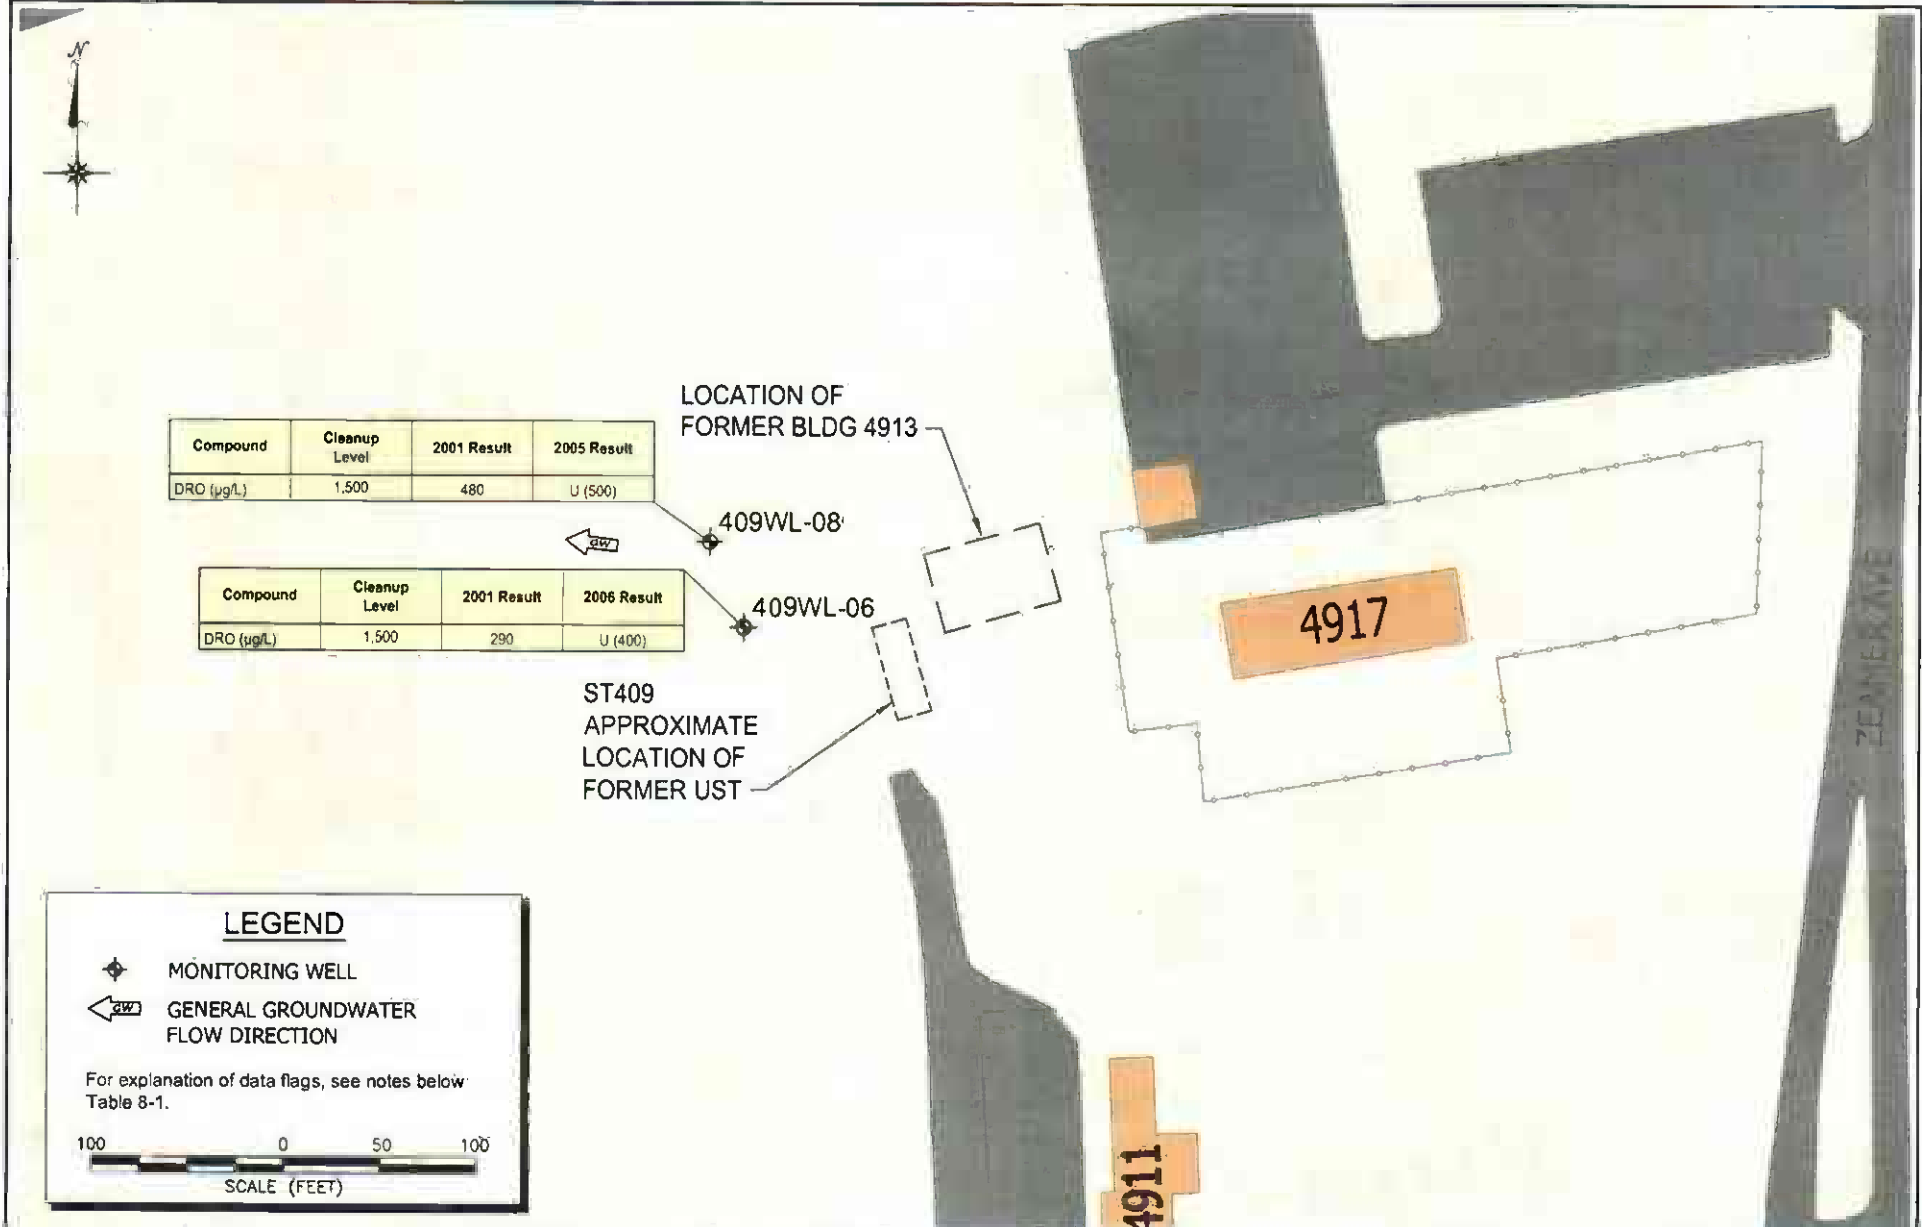 N
LOCATION OF
FORMER BLDG 4913
Compound Cleanup Level 2001 Result 2005 Result
DRO (µg/L) 1,500 480 U (500)
409WL-08
GW
Compound Cleanup Level 2001 Result 2006 Result
DRO (µg/L) 1,500 290 U (400)
409WL-06
4917
ST409
APPROXIMATE
LOCATION OF
FORMER UST
LEGEND
MONITORING WELL
GW GENERAL GROUNDWATER
FLOW DIRECTION
For explanation of data flags, see notes below
Table 8-1.
100 0 50 100
SCALE (FEET)
4911